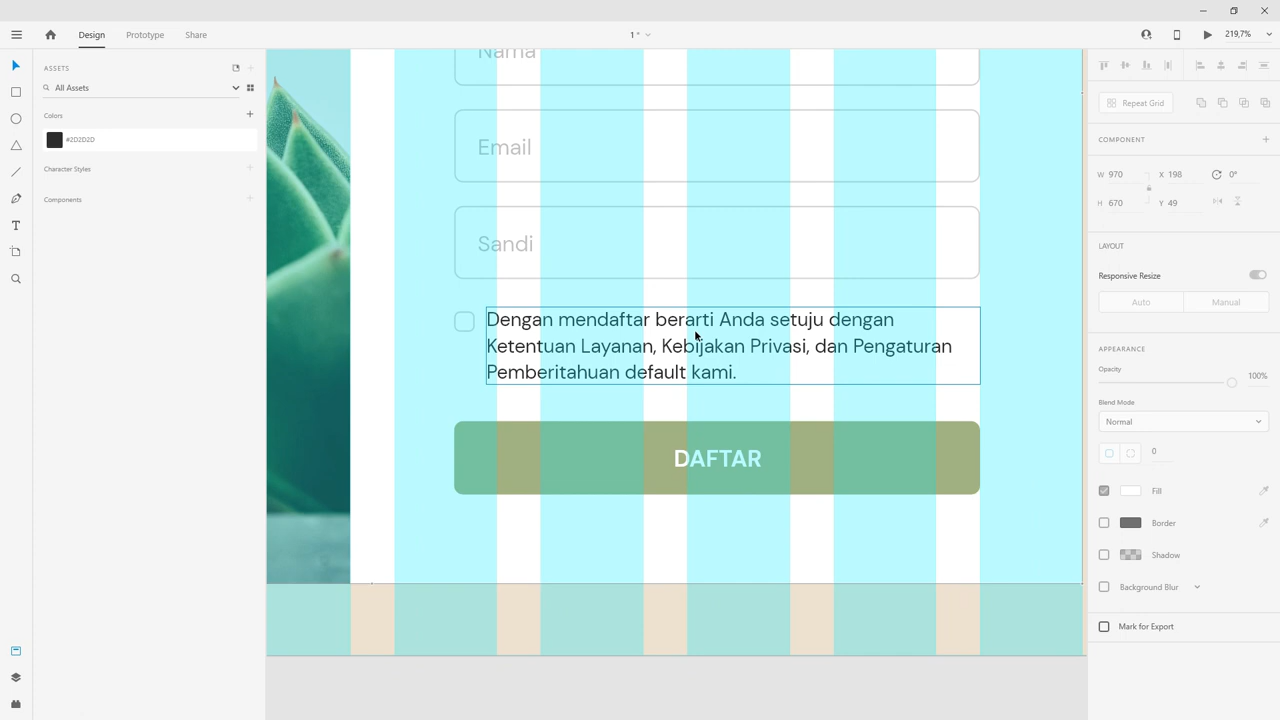 Design
Prototype
Share
1 *
219,7%
ASSETS
All Assets
Colors
#2D2D2D
Character Styles
Components
Nama
Email
Sandi
Dengan mendaftar berarti Anda setuju dengan
Ketentuan Layanan, Kebijakan Privasi, dan Pengaturan
Pemberitahuan default kami.
DAFTAR
Repeat Grid
COMPONENT
W 970 X 198 0°
H 670 Y 49
LAYOUT
Responsive Resize
Auto Manual
APPEARANCE
Opacity
100%
Blend Mode
Normal
0
Fill
Border
Shadow
Background Blur
Mark for Export